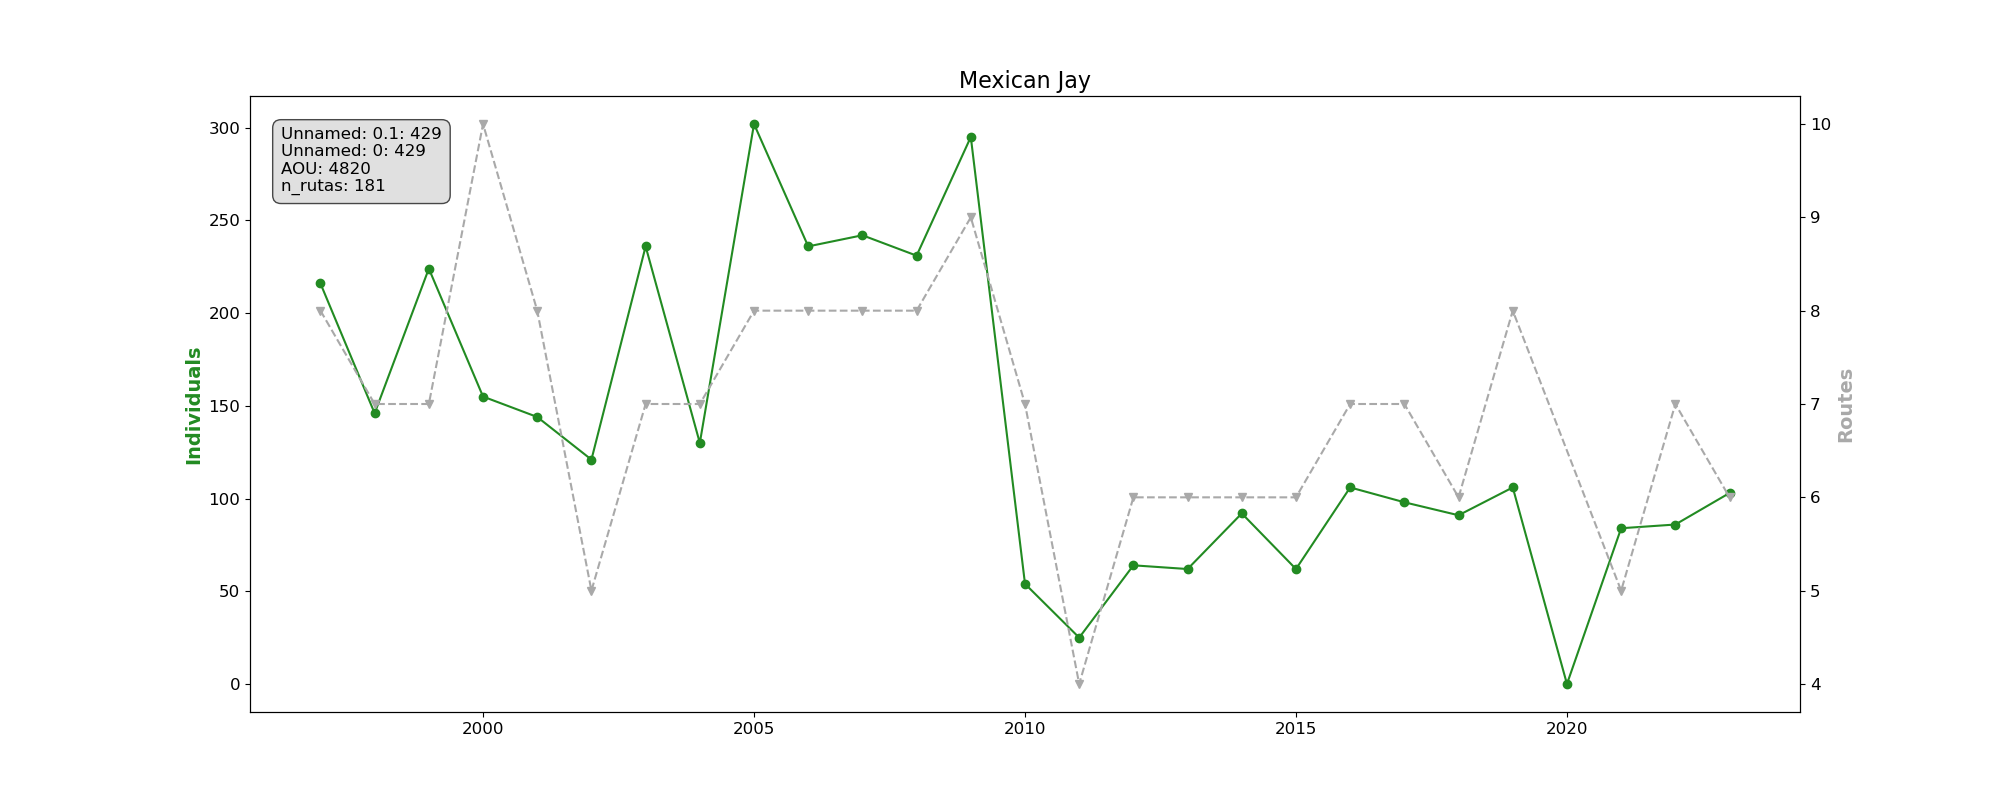 Mexican Jay
Unnamed: 0.1: 429
Unnamed: 0: 429
AOU: 4820
n_rutas: 181
300
250
200
150
100
50
0
Individuals
10
9
8
7
6
5
4
Routes
2000
2005
2010
2015
2020